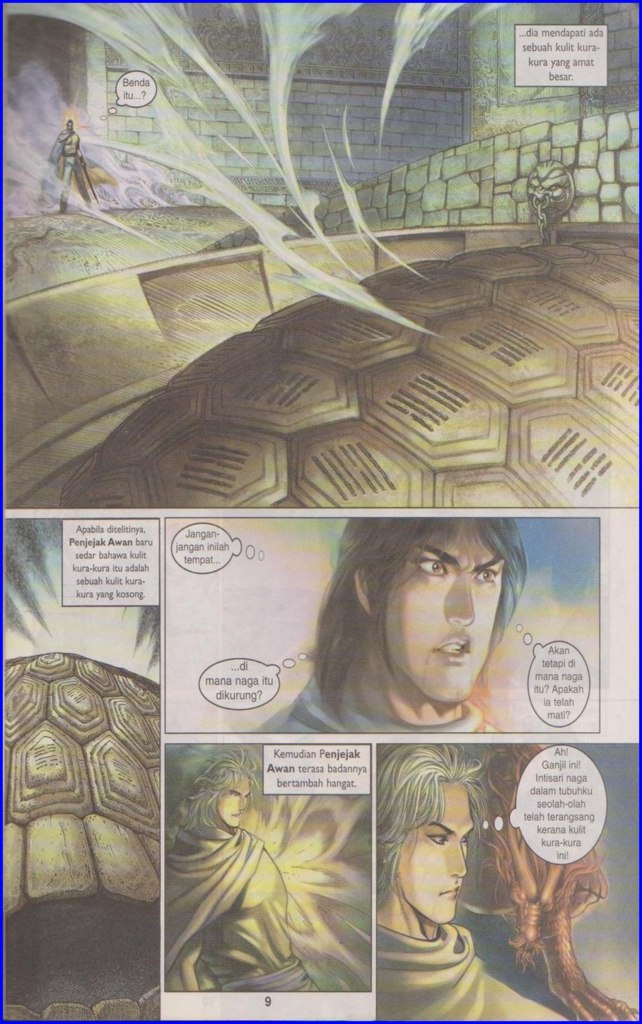 ...dia mendapati ada
sebuah kulit kura-
kura yang amat
besar.
Benda
itu...?
Apabila ditelitinya,
Penjejak Awan baru
sedar bahawa kulit
kura-kura itu adalah
sebuah kulit kura-
kura yang kosong.
Jangan-
jangan inilah
tempat...
...di
mana naga itu
dikurung?
Akan
tetapi di
mana naga
itu? Apakah
ia telah
mati?
Kemudian Penjejak
Awan terasa badannya
bertambah hangat.
Ah!
Ganjil ini!
Intisari naga
dalam tubuhku
seolah-olah
telah terangsang
kerana kulit
kura-kura
ini!
9